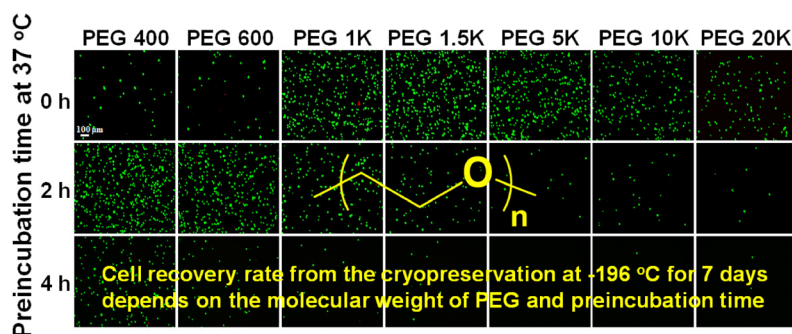 Preincubation time at 37 °C
PEG 400 PEG 600 PEG 1K PEG 1.5K PEG 5K PEG 10K PEG 20K
0 h
100 μm
2 h
O
n
4 h
Cell recovery rate from the cryopreservation at -196 °C for 7 days
depends on the molecular weight of PEG and preincubation time